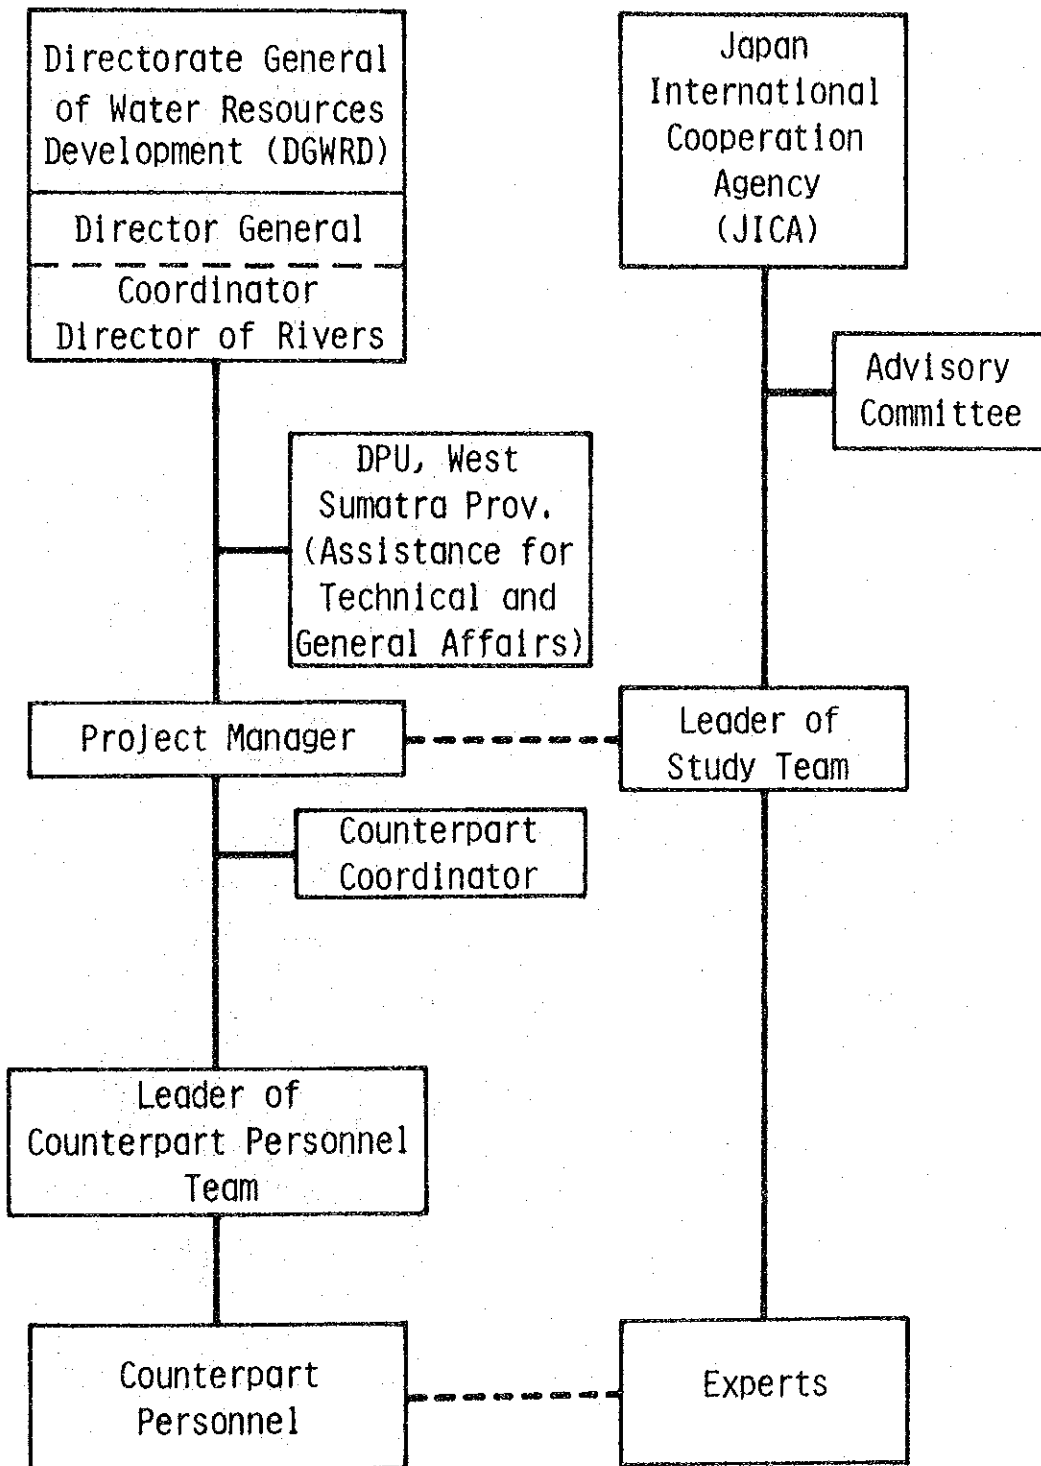 Directorate General
of Water Resources
Development (DGWRD)
Director General
Coordinator
Director of Rivers
Japan
International
Cooperation
Agency
(JICA)
Advisory
Committee
DPU, West
Sumatra Prov.
(Assistance for
Technical and
General Affairs)
Project Manager
Leader of
Study Team
Counterpart
Coordinator
Leader of
Counterpart Personnel
Team
Counterpart
Personnel
Experts